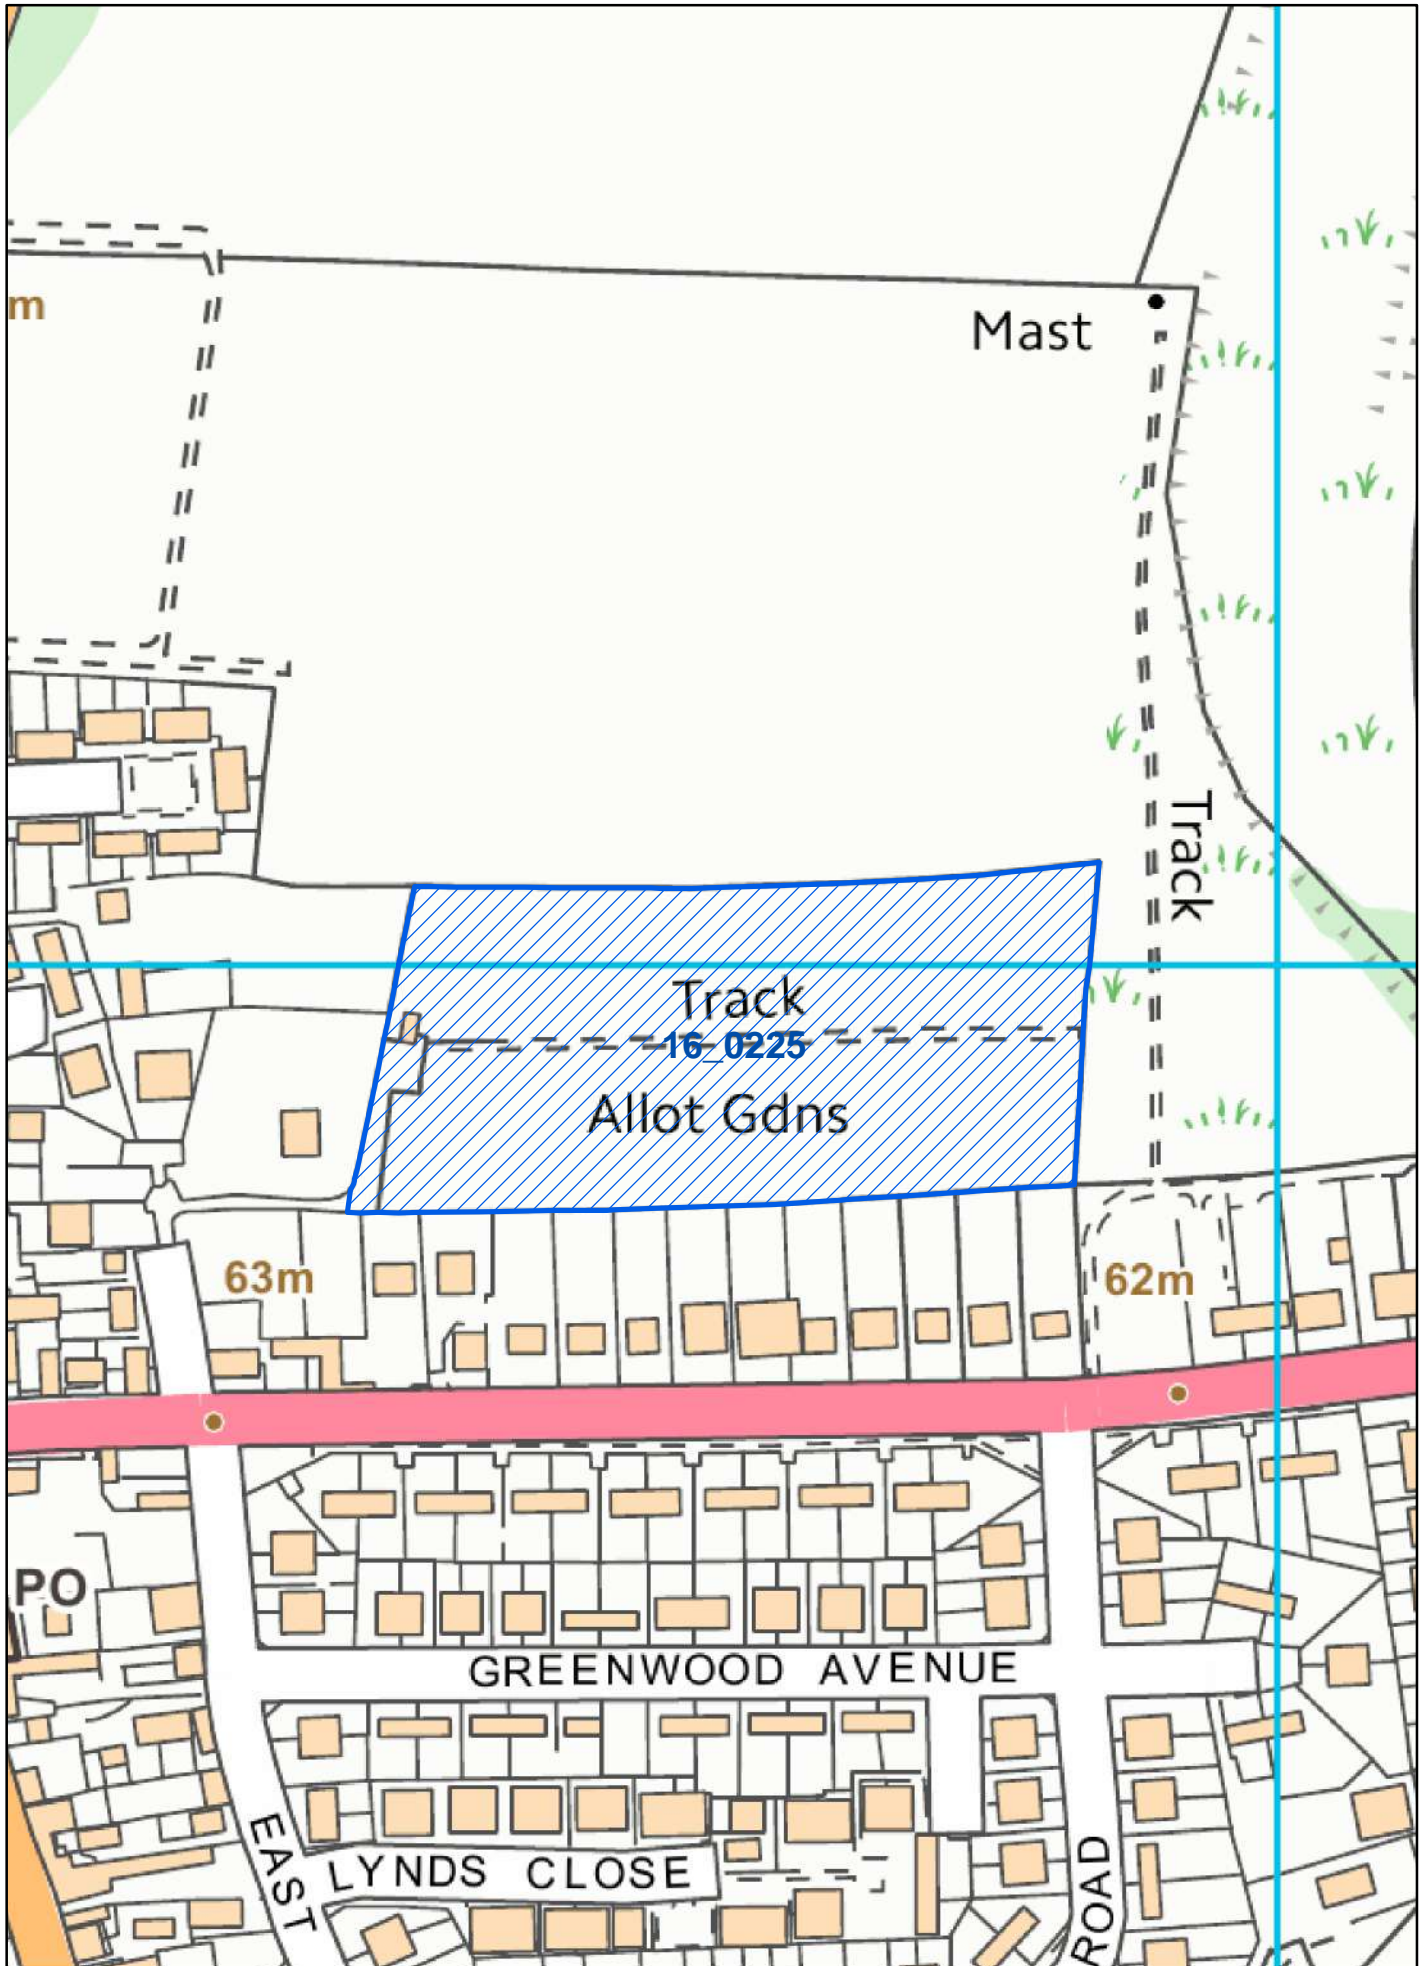 m
Mast
Track
Track
16_0225
Allot Gdns
63m
62m
PO
GREENWOOD AVENUE
EAST
LYNDS CLOSE
ROAD